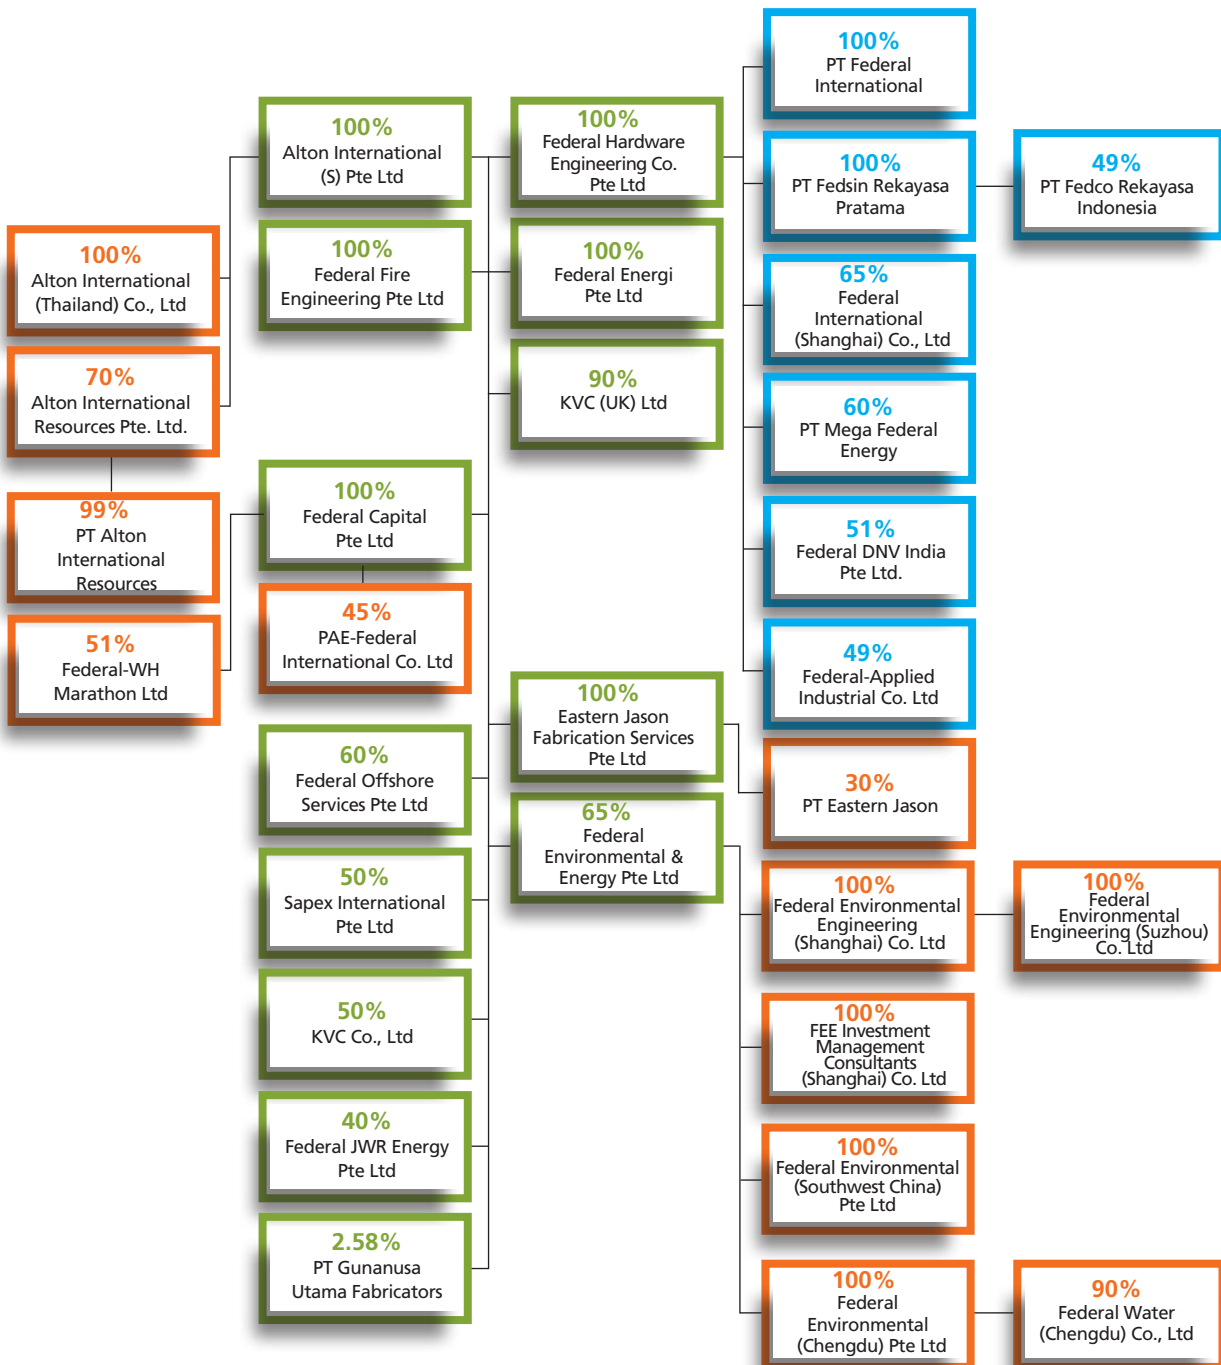 100%
PT Federal
International
100%
Alton International
(S) Pte Ltd
100%
Federal Hardware
Engineering Co.
Pte Ltd
100%
PT Fedsin Rekayasa
Pratama
49%
PT Fedco Rekayasa
Indonesia
100%
Alton International
(Thailand) Co., Ltd
100%
Federal Fire
Engineering Pte Ltd
100%
Federal Energi
Pte Ltd
65%
Federal
International
(Shanghai) Co., Ltd
70%
Alton International
Resources Pte. Ltd.
90%
KVC (UK) Ltd
60%
PT Mega Federal
Energy
99%
PT Alton
International
Resources
100%
Federal Capital
Pte Ltd
51%
Federal DNV India
Pte Ltd.
51%
Federal-WH
Marathon Ltd
45%
PAE-Federal
International Co. Ltd
49%
Federal-Applied
Industrial Co. Ltd
100%
Eastern Jason
Fabrication Services
Pte Ltd
60%
Federal Offshore
Services Pte Ltd
30%
PT Eastern Jason
65%
Federal
Environmental &
Energy Pte Ltd
50%
Sapex International
Pte Ltd
100%
Federal Environmental
Engineering
(Shanghai) Co. Ltd
100%
Federal
Environmental
Engineering (Suzhou)
Co. Ltd
50%
KVC Co., Ltd
100%
FEE Investment
Management
Consultants
(Shanghai) Co. Ltd
40%
Federal JWR Energy
Pte Ltd
100%
Federal Environmental
(Southwest China)
Pte Ltd
2.58%
PT Gunanusa
Utama Fabricators
100%
Federal
Environmental
(Chengdu) Pte Ltd
90%
Federal Water
(Chengdu) Co., Ltd